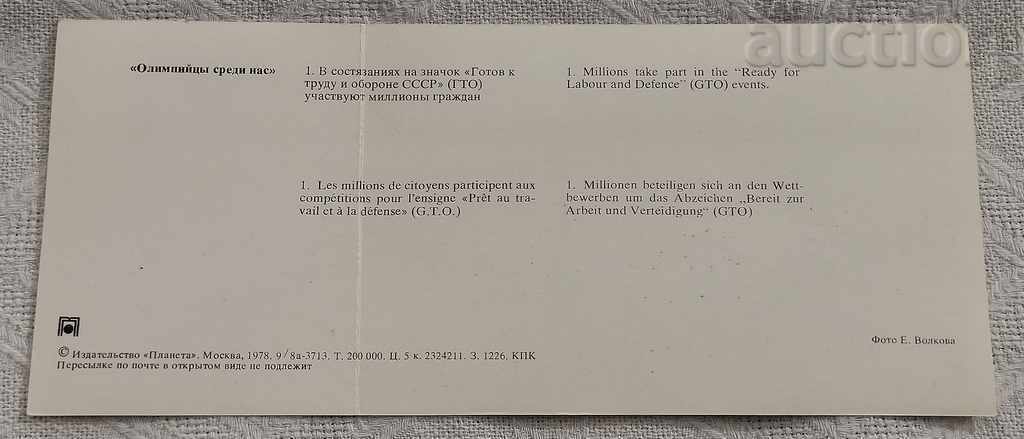 auctio
«Олимпийцы среди нас»
1. В состязаниях на значок «Готов к
труду и обороне СССР» (ГТО)
участвуют миллионы граждан
1. Millions take part in the "Ready for
Labour and Defence" (GTO) events.
1. Les millions de citoyens participent aux
compétitions pour l'ensigne «Prêt au tra-
vail et à la défense» (G.T.O.)
1. Millionen beteiligen sich an den Wett-
bewerben um das Abzeichen „Bereit zur
Arbeit und Verteidigung“ (GTO)
Фото Е. Волкова
© Издательство «Планета». Москва, 1978. 9/8а-3713. Т. 200 000. Ц. 5 к. 2324211. З. 1226. КПК
Пересылке по почте в открытом виде не подлежит